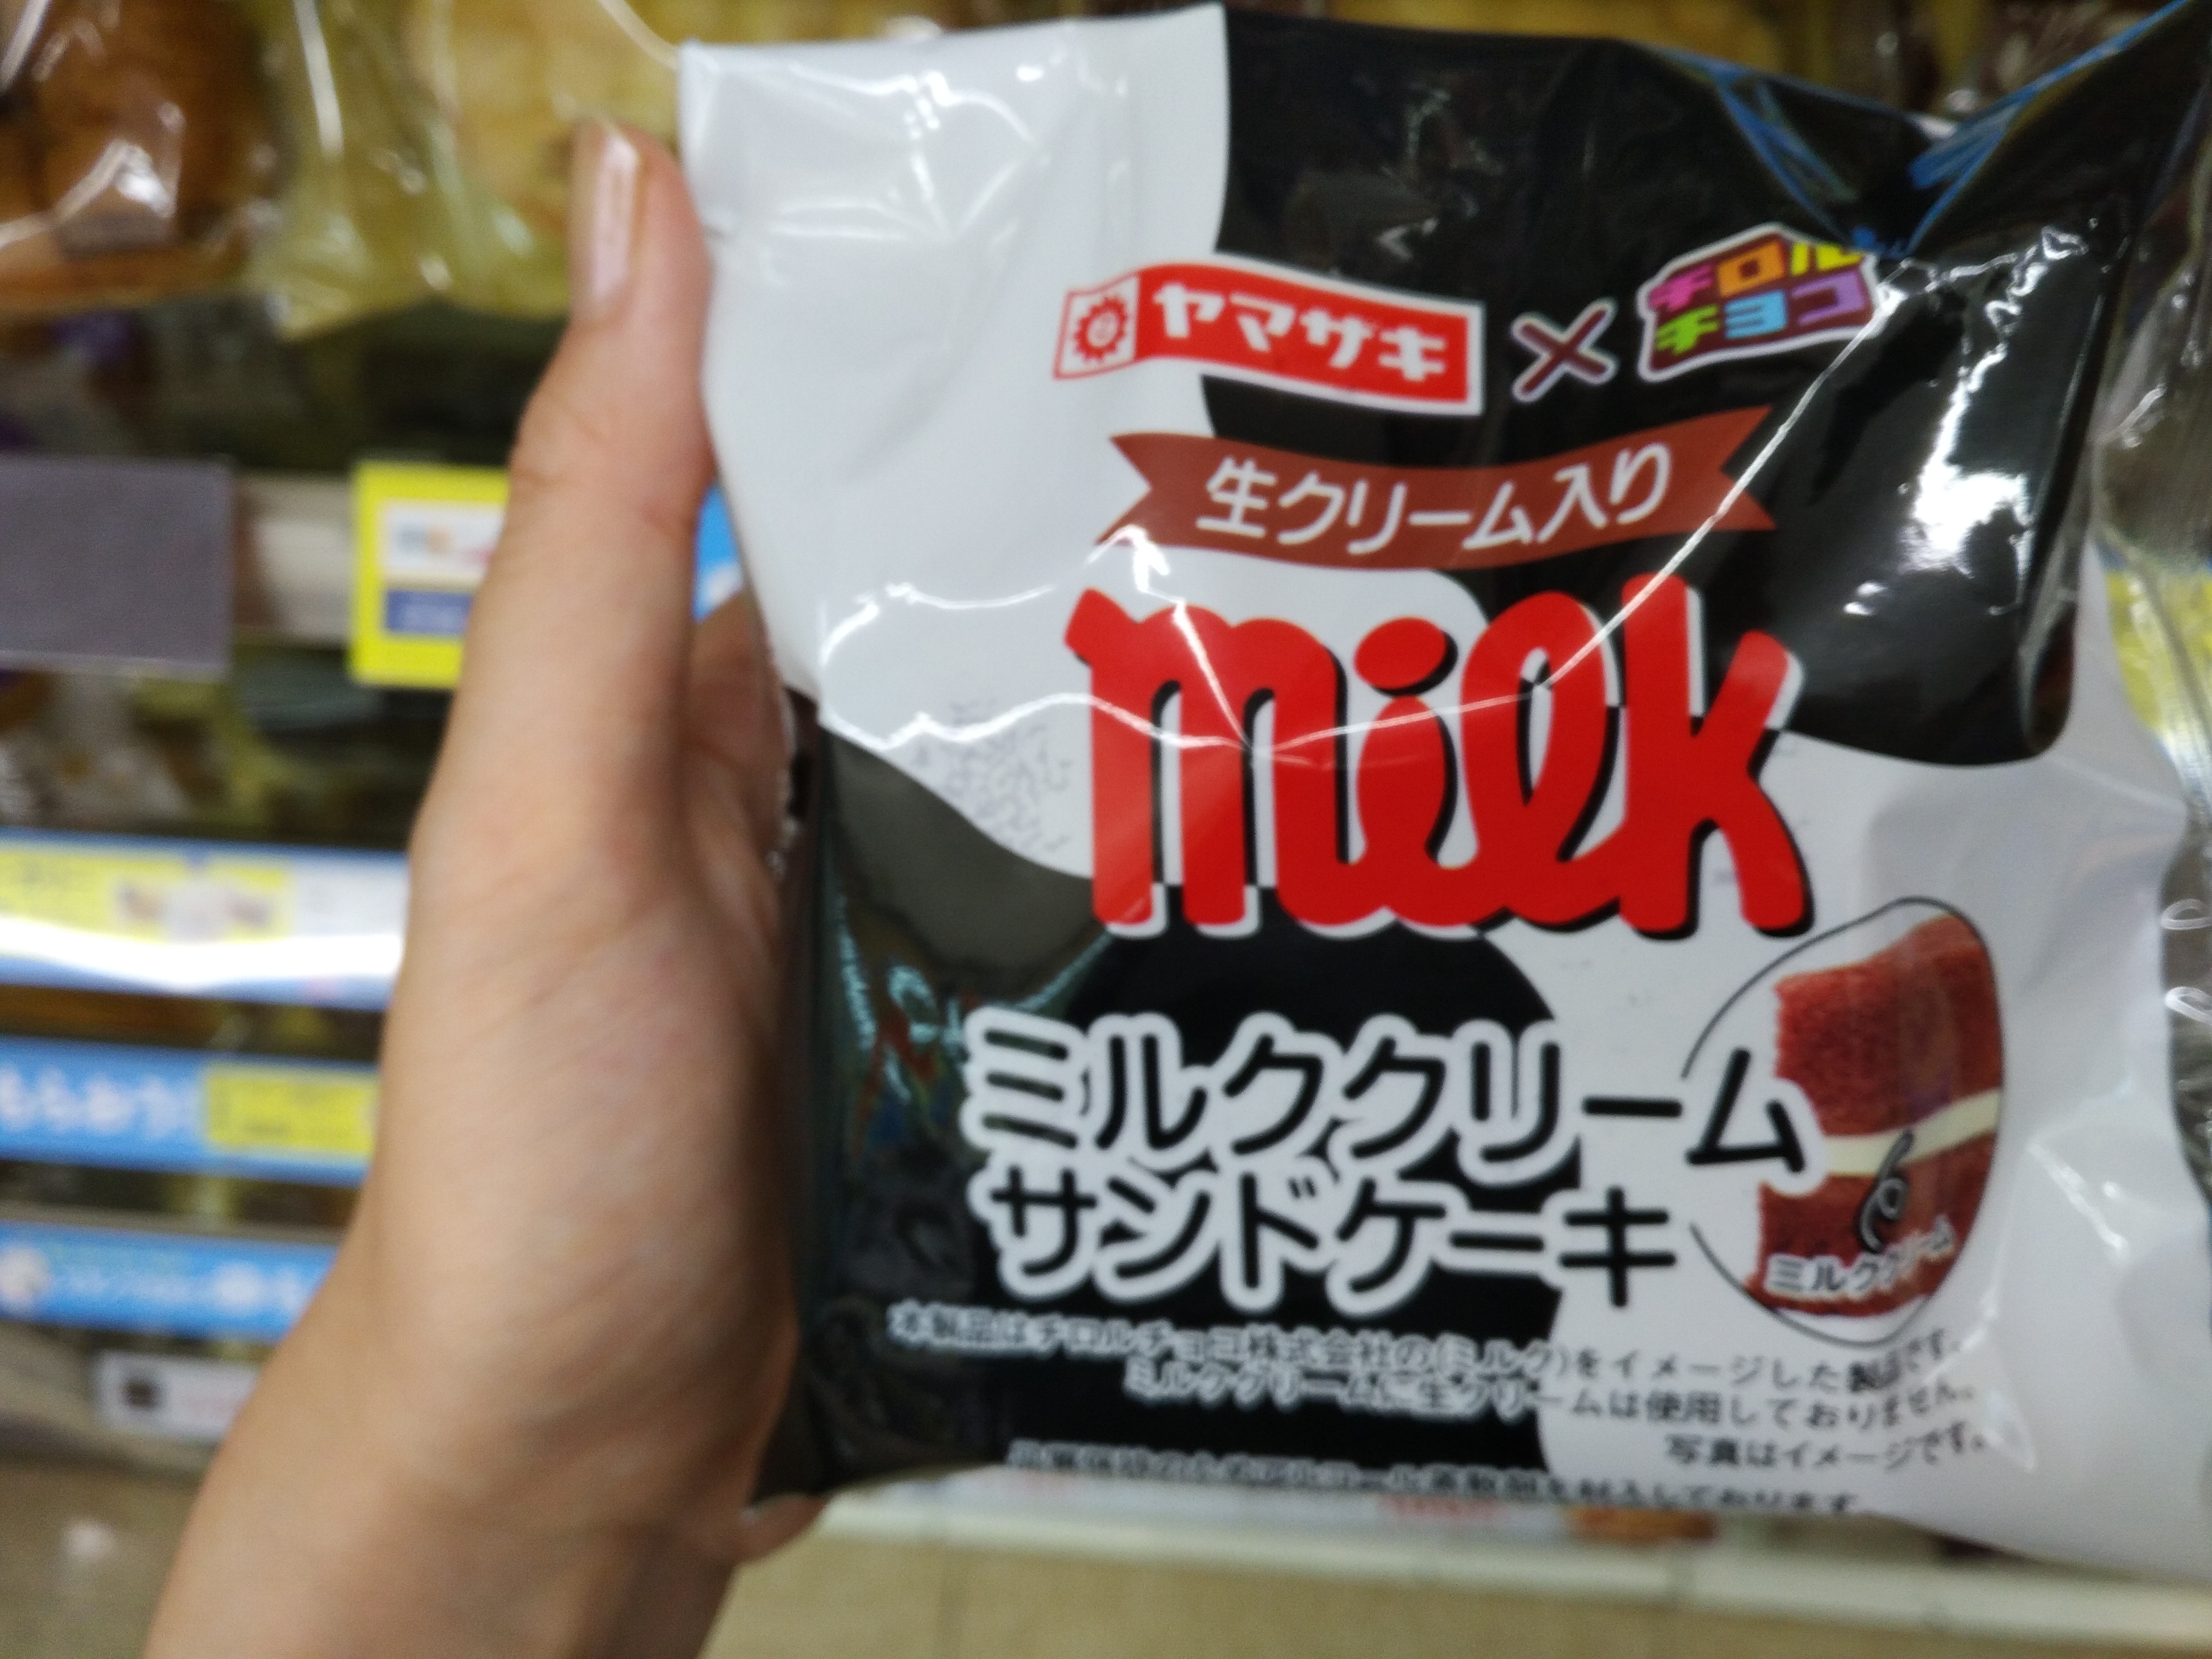 ヤマザキ × チロル
チョコ
生クリーム入り
milk
ミルククリーム
サンドケーキ
ミルククリーム
本製品はチロルチョコ株式会社の(ミルク)をイメージした製品です。
ミルククリームに生クリームは使用しておりません。
写真はイメージです。